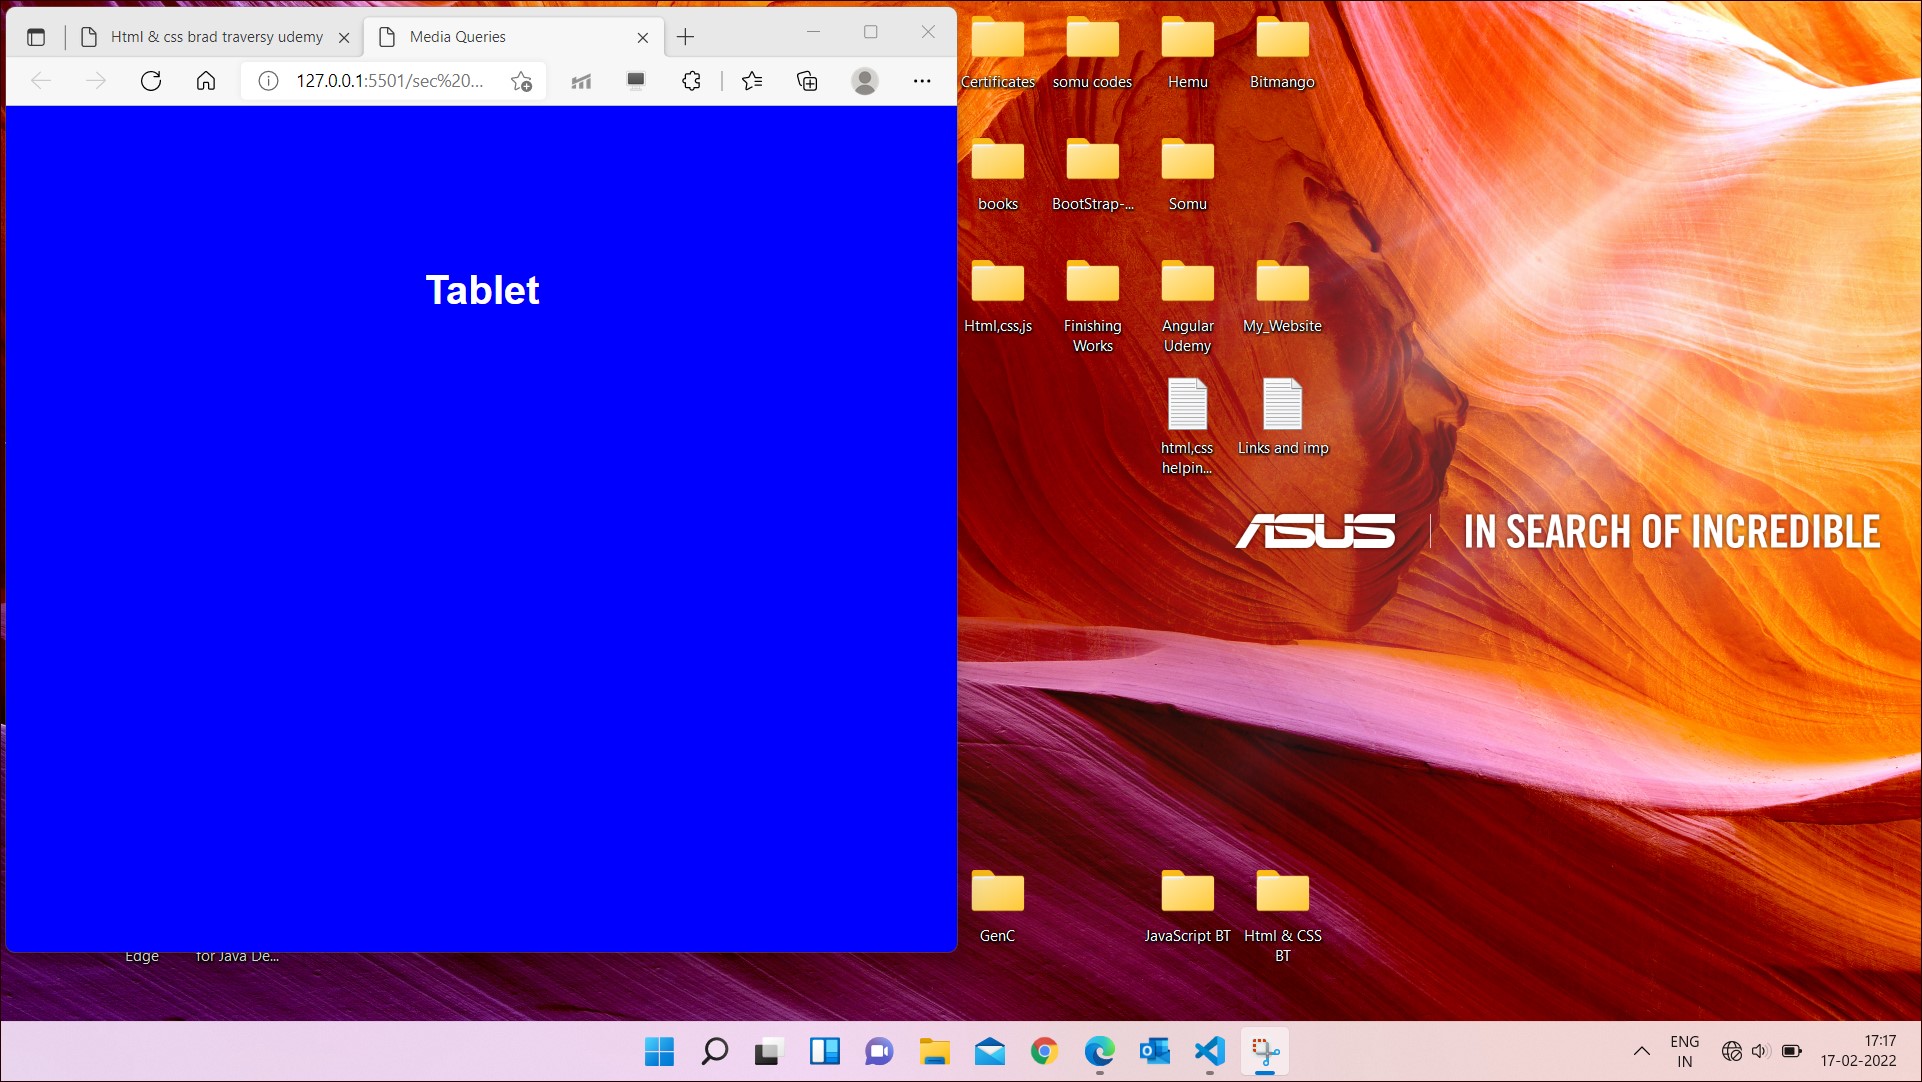 Html & css brad traversy udemy
Media Queries
127.0.0.1:5501/sec%20...
Tablet
Certificates
somu codes
Hemu
Bitmango
books
BootStrap-...
Somu
Html,css,js
Finishing
Works
Angular
Udemy
My_Website
html,css
helpin...
Links and imp
ASUS
IN SEARCH OF INCREDIBLE
GenC
JavaScript BT
Html & CSS
BT
Edge
for Java De...
ENG
IN
17:17
17-02-2022